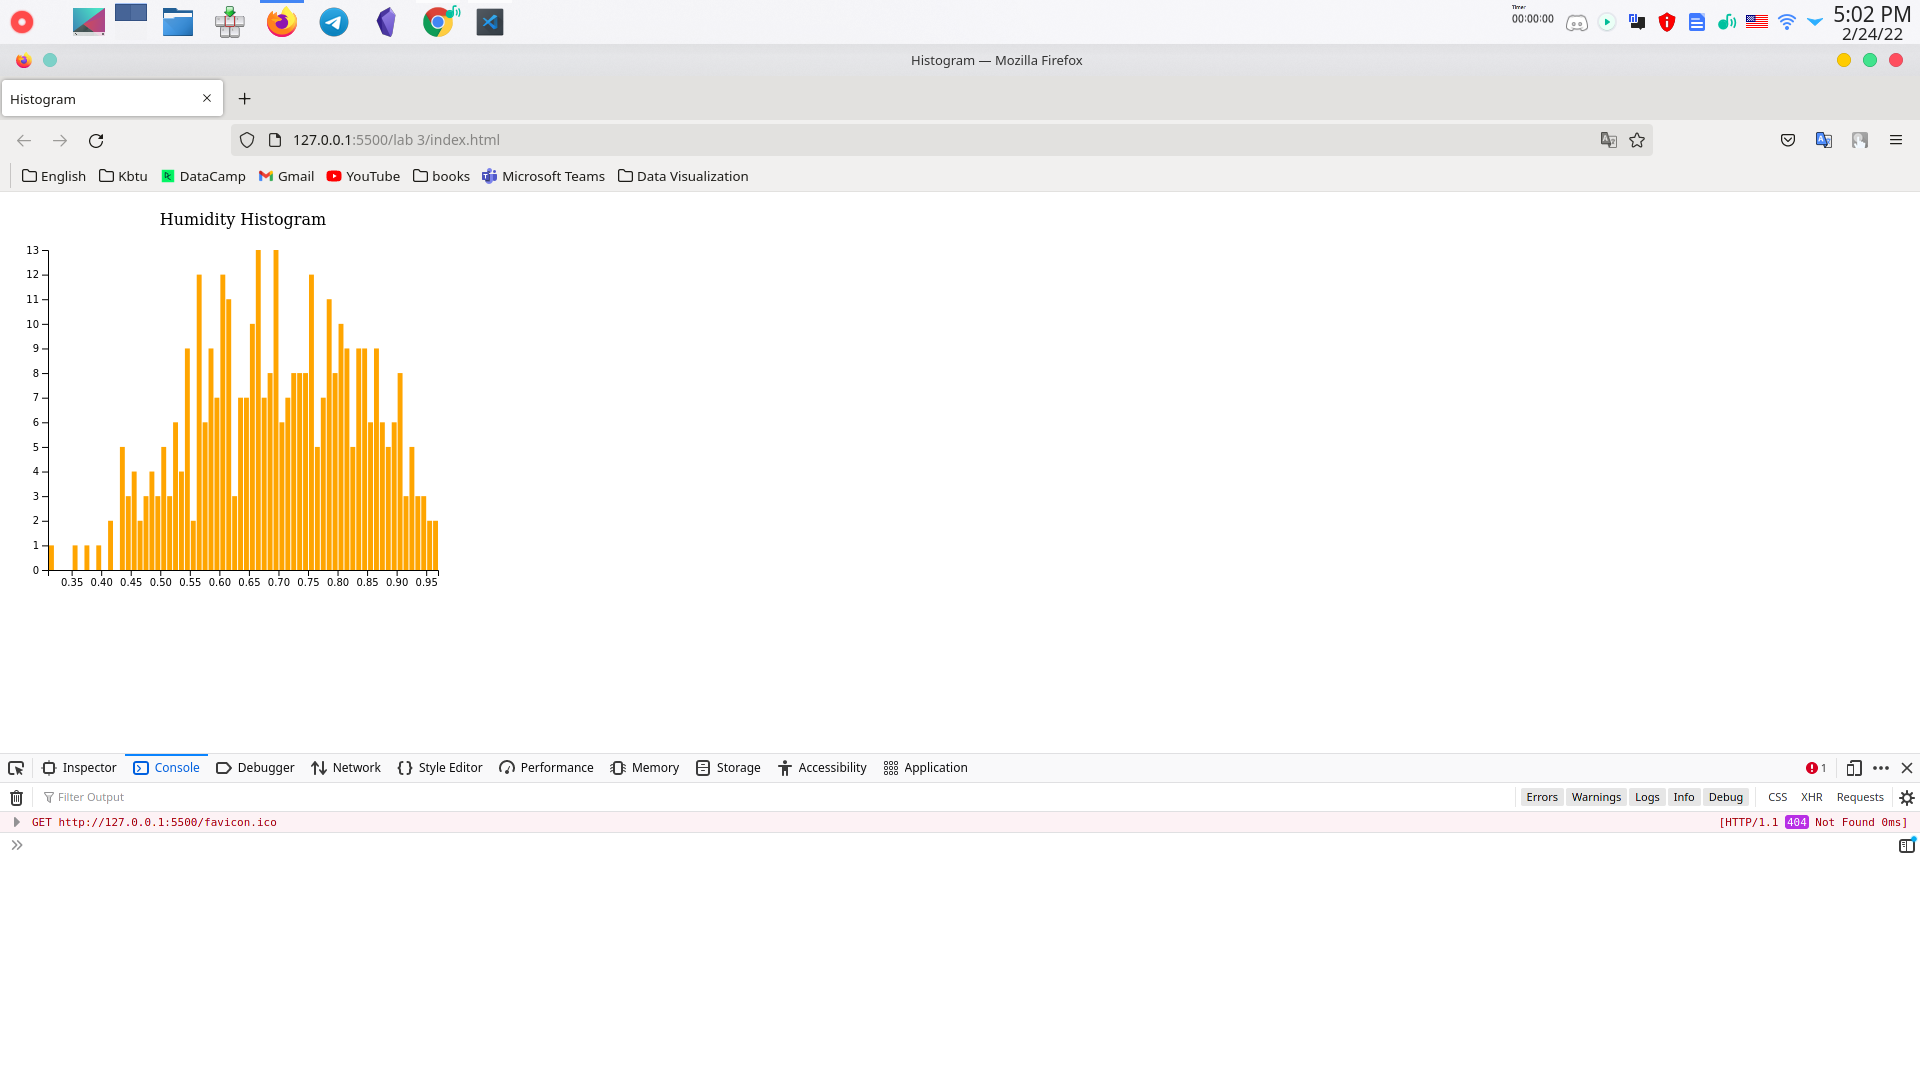 Timer
00:00:00
5:02 PM
2/24/22
Histogram — Mozilla Firefox
Histogram
127.0.0.1:5500/lab 3/index.html
English Kbtu DataCamp Gmail YouTube books Microsoft Teams Data Visualization
Humidity Histogram
13
12
11
10
9
8
7
6
5
4
3
2
1
0
0.35 0.40 0.45 0.50 0.55 0.60 0.65 0.70 0.75 0.80 0.85 0.90 0.95
Inspector Console Debugger Network Style Editor Performance Memory Storage Accessibility Application 1
Filter Output Errors Warnings Logs Info Debug CSS XHR Requests
GET http://127.0.0.1:5500/favicon.ico [HTTP/1.1 404 Not Found 0ms]